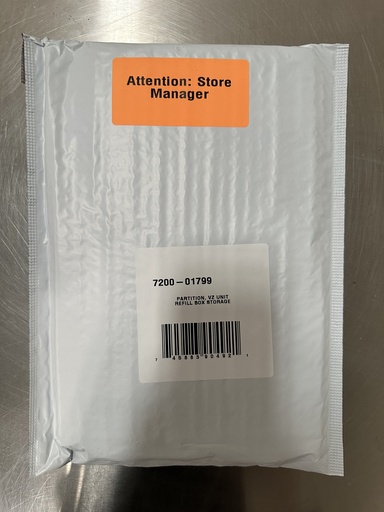 Attention: Store
Manager
7200-01799
PARTITION, VZ UNIT
REFILL BOX STORAGE